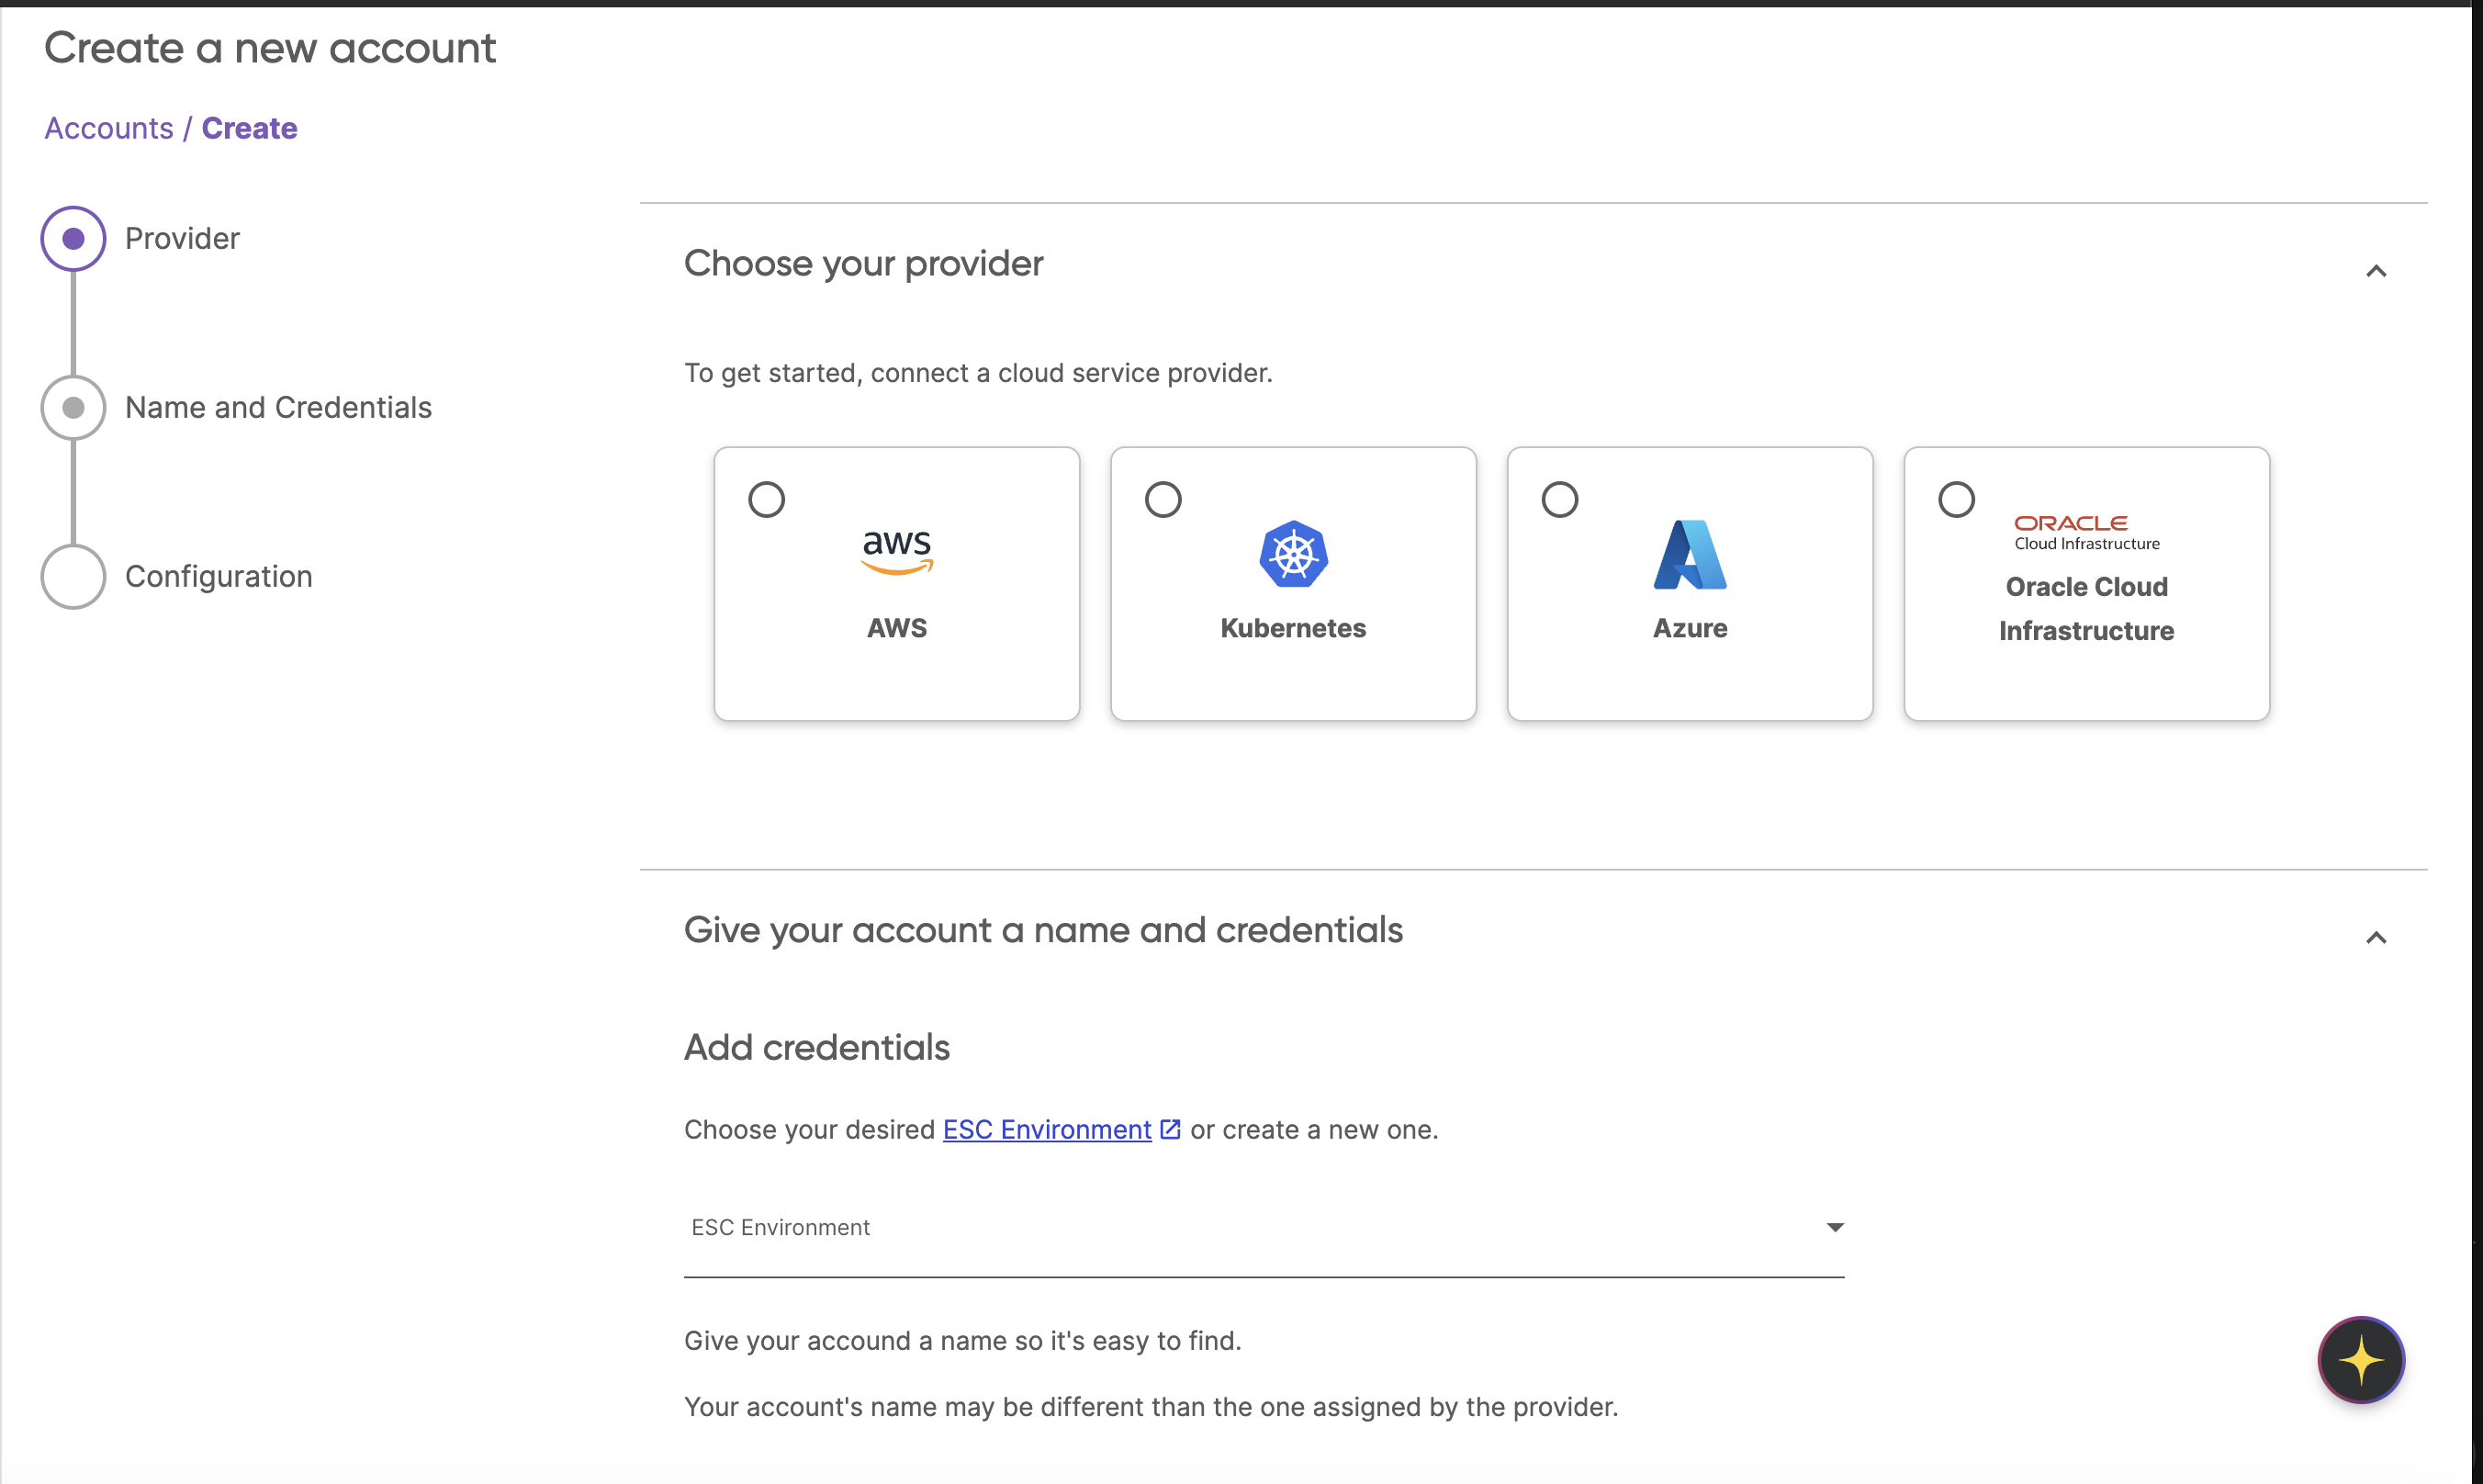 Create a new account
Accounts / Create
Provider
Name and Credentials
Configuration
Choose your provider
To get started, connect a cloud service provider.
aws
AWS
Kubernetes
Azure
ORACLE
Cloud Infrastructure
Oracle Cloud
Infrastructure
Give your account a name and credentials
Add credentials
Choose your desired ESC Environment or create a new one.
ESC Environment
Give your accound a name so it's easy to find.
Your account's name may be different than the one assigned by the provider.